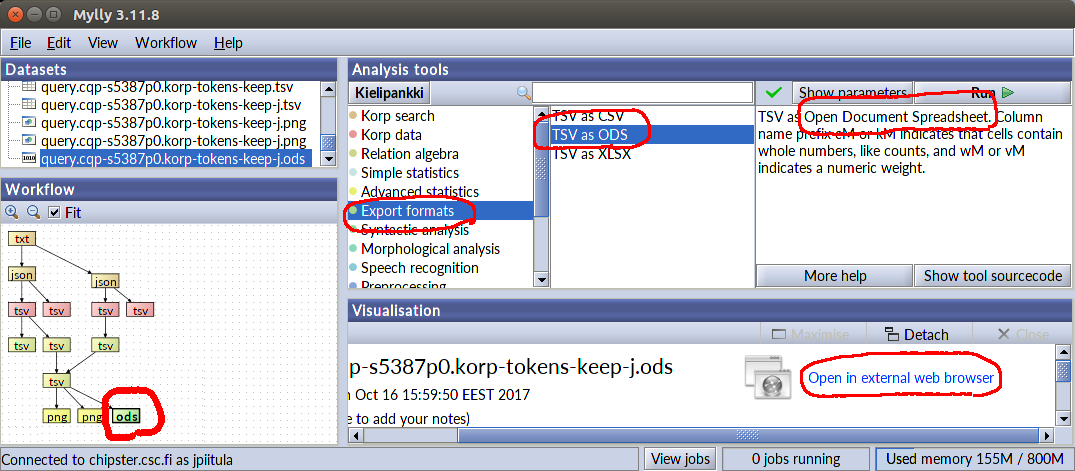 Mylly 3.11.8
File Edit View Workflow Help
Datasets
query.cqp-s5387p0.korp-tokens-keep.tsv
query.cqp-s5387p0.korp-tokens-keep-j.tsv
query.cqp-s5387p0.korp-tokens-keep-j.png
query.cqp-s5387p0.korp-tokens-keep-j.png
query.cqp-s5387p0.korp-tokens-keep-j.ods
Workflow
Fit
txt
json json
tsv tsv tsv tsv
tsv tsv tsv
tsv
png png ods
Analysis tools
Kielipankki
Korp search
Korp data
Relation algebra
Simple statistics
Advanced statistics
Export formats
Syntactic analysis
Morphological analysis
Speech recognition
Preprocessing
TSV as CSV
TSV as ODS
TSV as XLSX
Show parameters Run
TSV as Open Document Spreadsheet. Column
name prefix cM or kM indicates that cells contain
whole numbers, like counts, and wM or vM
indicates a numeric weight.
More help Show tool sourcecode
Visualisation
Maximise Detach Close
p-s5387p0.korp-tokens-keep-j.ods
Oct 16 15:59:50 EEST 2017
e to add your notes)
Open in external web browser
Connected to chipster.csc.fi as jpiitula
View jobs 0 jobs running Used memory 155M / 800M